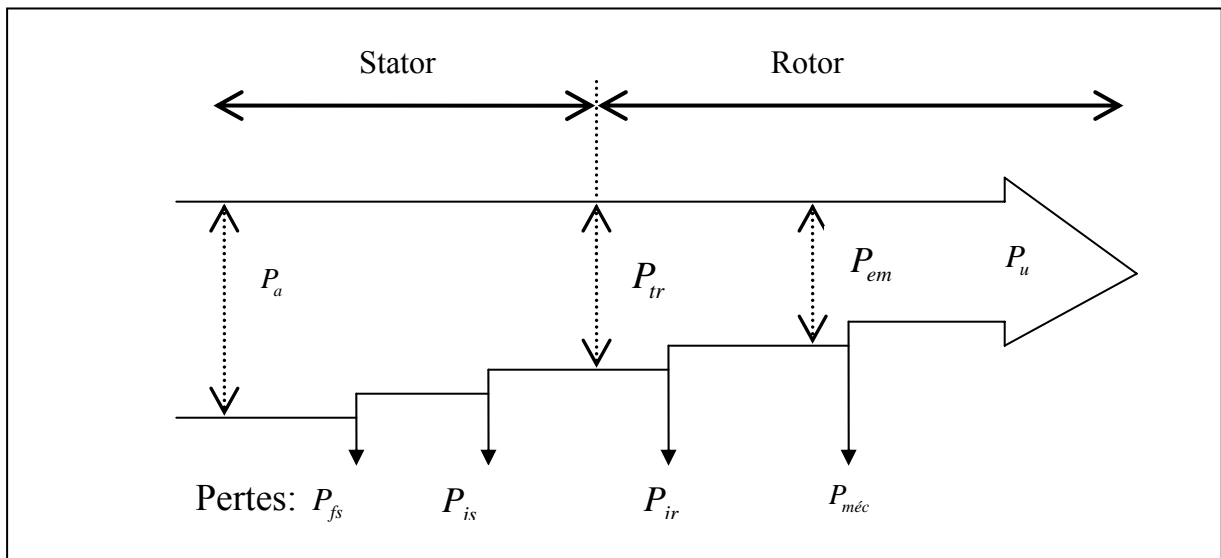 Stator Rotor
P_a P_tr P_em P_u
Pertes: P_fs P_is P_ir P_méc